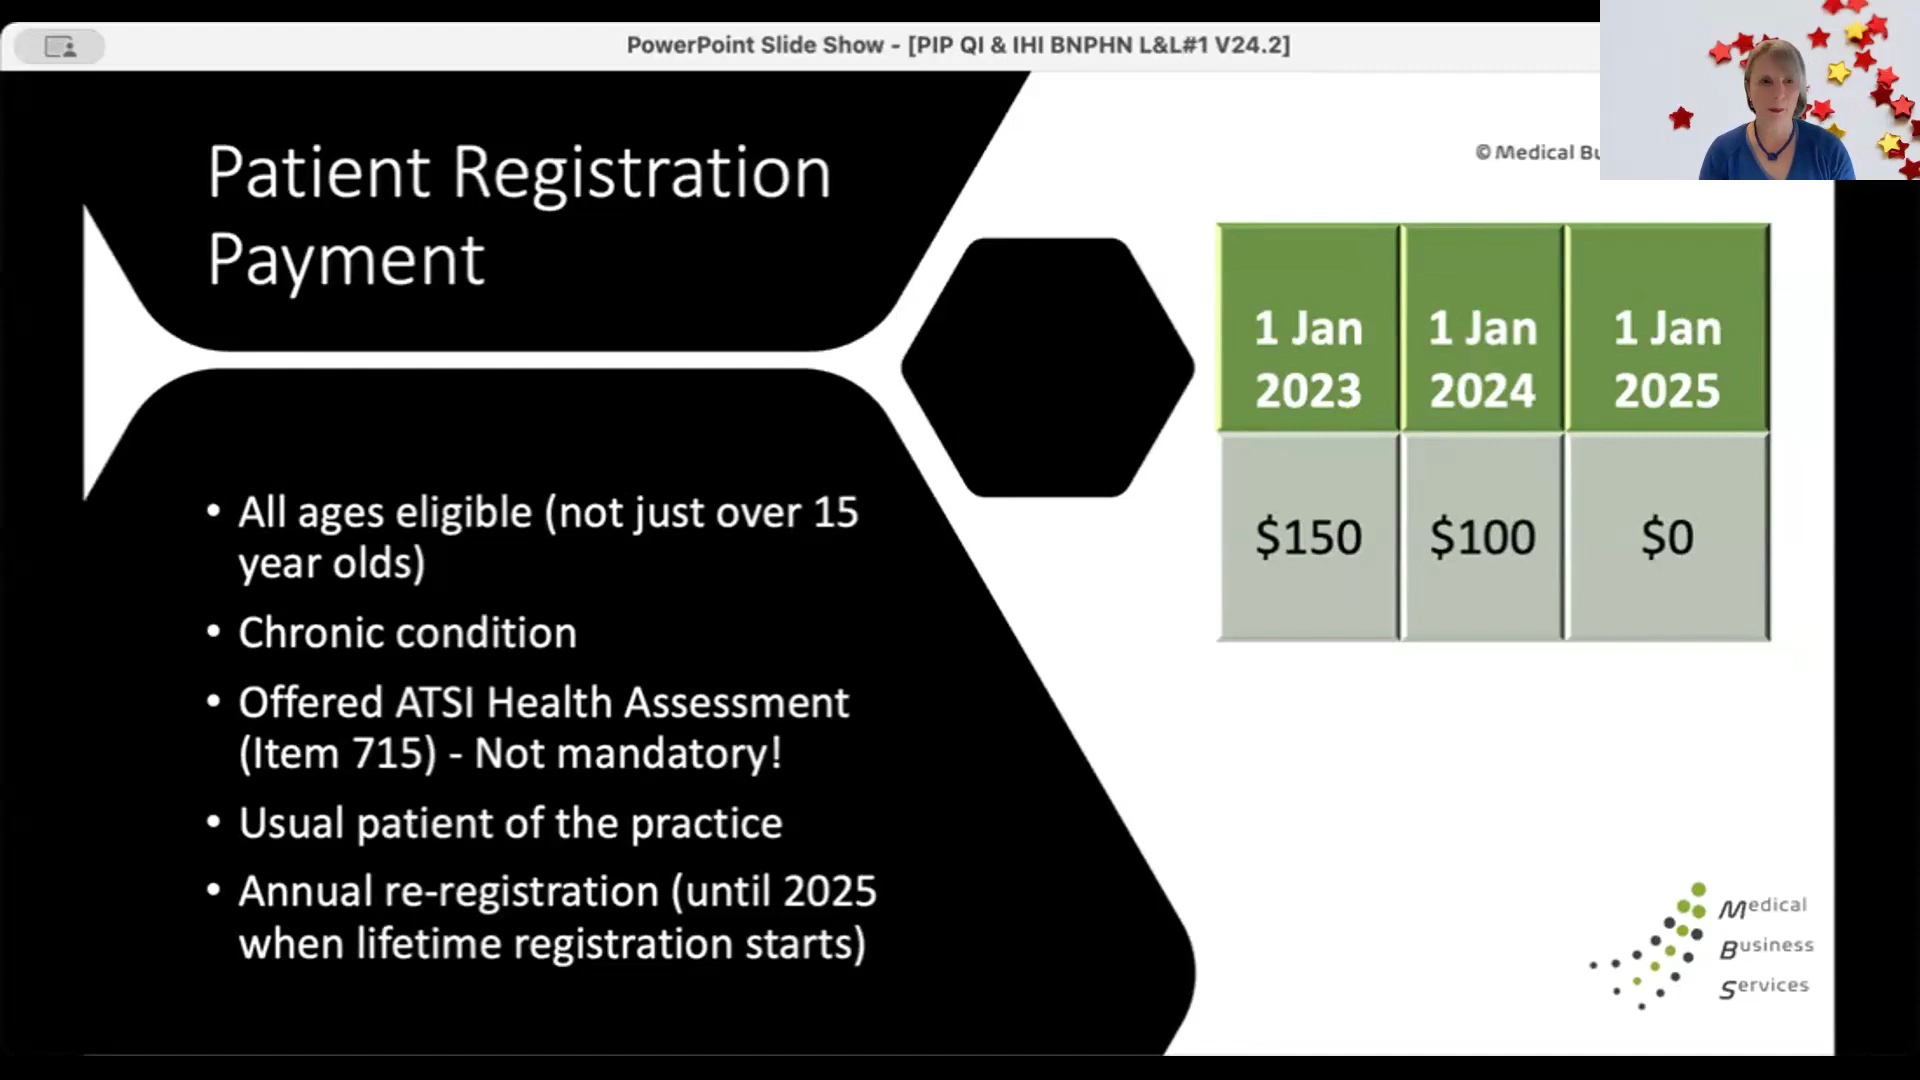 PowerPoint Slide Show - [PIP QI & IHI BNPHN L&L#1 V24.2]
Patient Registration
Payment
© Medical
1 Jan 2023
1 Jan 2024
1 Jan 2025
$150
$100
$0
• All ages eligible (not just over 15
year olds)
• Chronic condition
• Offered ATSI Health Assessment
(Item 715) - Not mandatory!
• Usual patient of the practice
• Annual re-registration (until 2025
when lifetime registration starts)
Medical
Business
Services